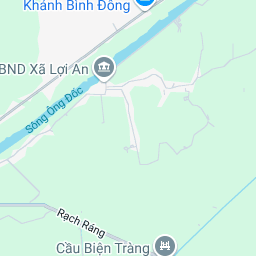 Khánh Bình Đông
BND Xã Lợi An
Sông Ông Đốc
Rạch Ráng
Cầu Biện Tràng